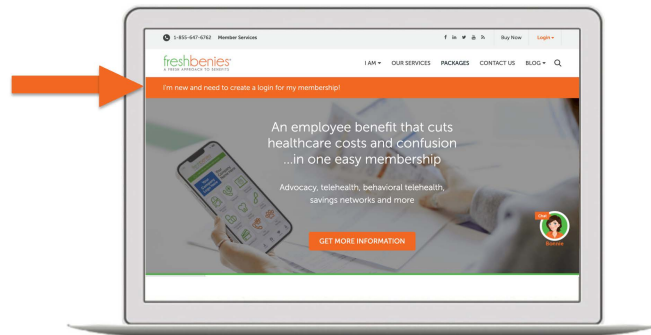 1-855-647-6762 Member Services
Buy Now Login
freshbenies
A FRESH APPROACH TO BENEFITS
I AM OUR SERVICES PACKAGES CONTACT US BLOG
I'm new and need to create a login for my membership!
An employee benefit that cuts
healthcare costs and confusion
...in one easy membership
Advocacy, telehealth, behavioral telehealth,
savings networks and more
GET MORE INFORMATION
Chat
Bennie